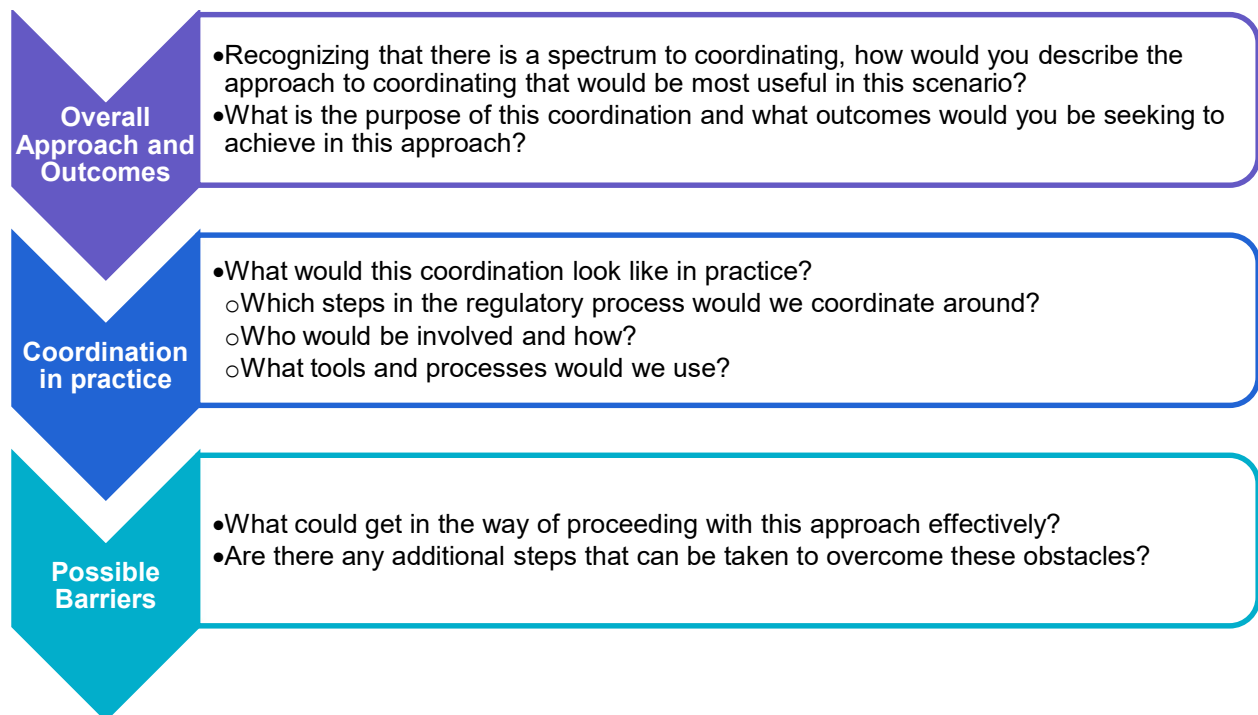 Overall
Approach and
Outcomes
•Recognizing that there is a spectrum to coordinating, how would you describe the
approach to coordinating that would be most useful in this scenario?
•What is the purpose of this coordination and what outcomes would you be seeking to
achieve in this approach?
Coordination
in practice
•What would this coordination look like in practice?
oWhich steps in the regulatory process would we coordinate around?
oWho would be involved and how?
oWhat tools and processes would we use?
Possible
Barriers
•What could get in the way of proceeding with this approach effectively?
•Are there any additional steps that can be taken to overcome these obstacles?